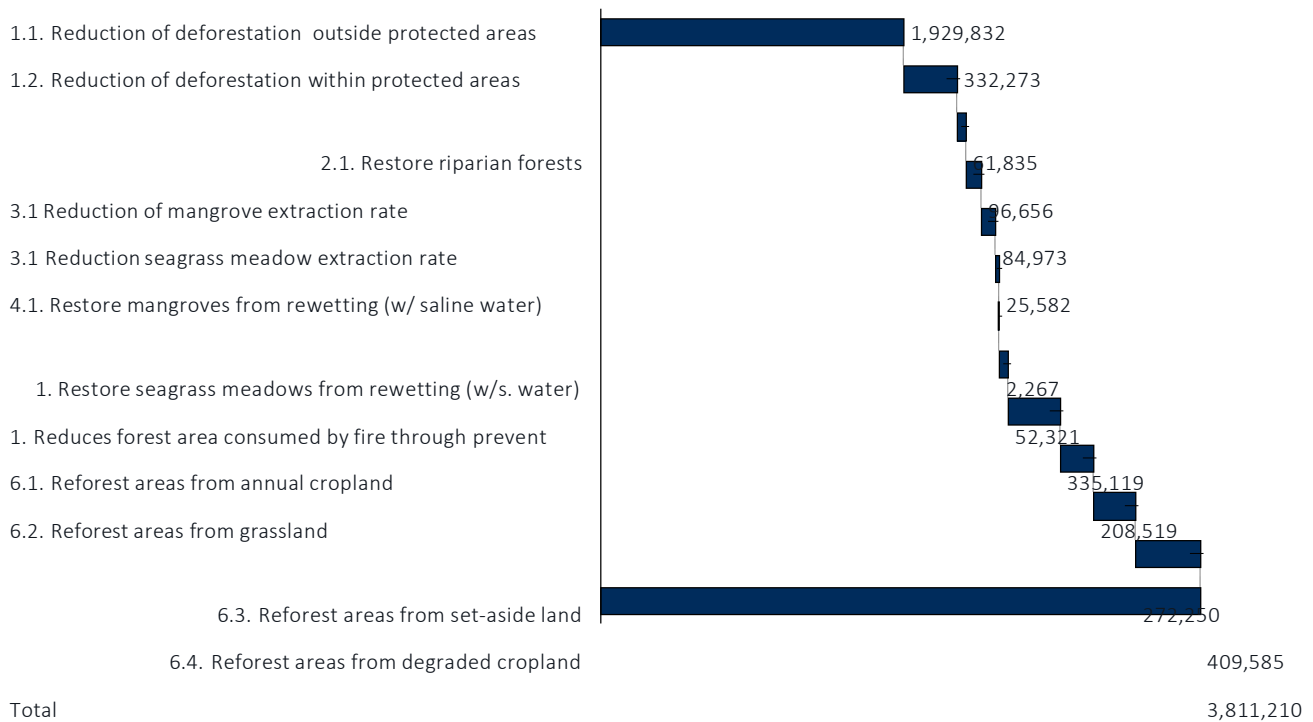 1.1. Reduction of deforestation outside protected areas 1,929,832
1.2. Reduction of deforestation within protected areas 332,273
2.1. Restore riparian forests 61,835
3.1 Reduction of mangrove extraction rate 96,656
3.1 Reduction seagrass meadow extraction rate 84,973
4.1. Restore mangroves from rewetting (w/ saline water) 25,582
1. Restore seagrass meadows from rewetting (w/s. water) 2,267
1. Reduces forest area consumed by fire through prevent 52,321
6.1. Reforest areas from annual cropland 335,119
6.2. Reforest areas from grassland 208,519
6.3. Reforest areas from set-aside land 272,250
6.4. Reforest areas from degraded cropland 409,585
Total 3,811,210